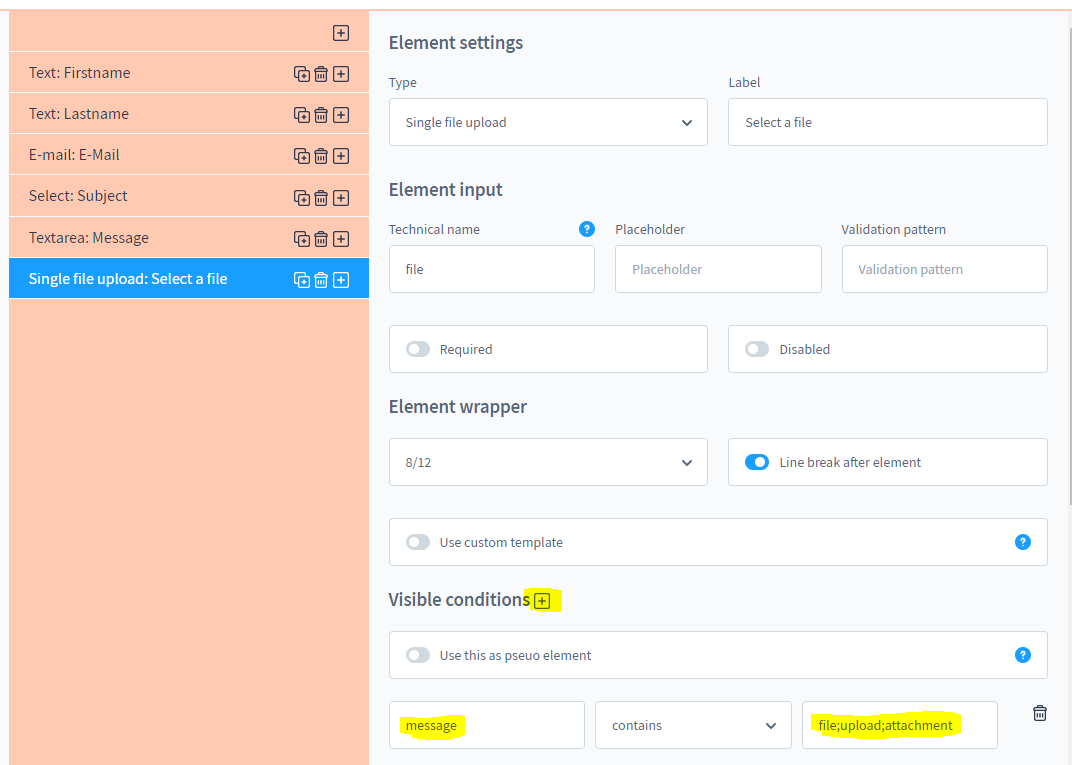 Text: Firstname
Text: Lastname
E-mail: E-Mail
Select: Subject
Textarea: Message
Single file upload: Select a file
Element settings
Type
Label
Single file upload
Select a file
Element input
Technical name
?
Placeholder
Validation pattern
file
Placeholder
Validation pattern
Required
Disabled
Element wrapper
8/12
Line break after element
Use custom template
?
Visible conditions
Use this as pseuo element
?
message
contains
file;upload;attachment